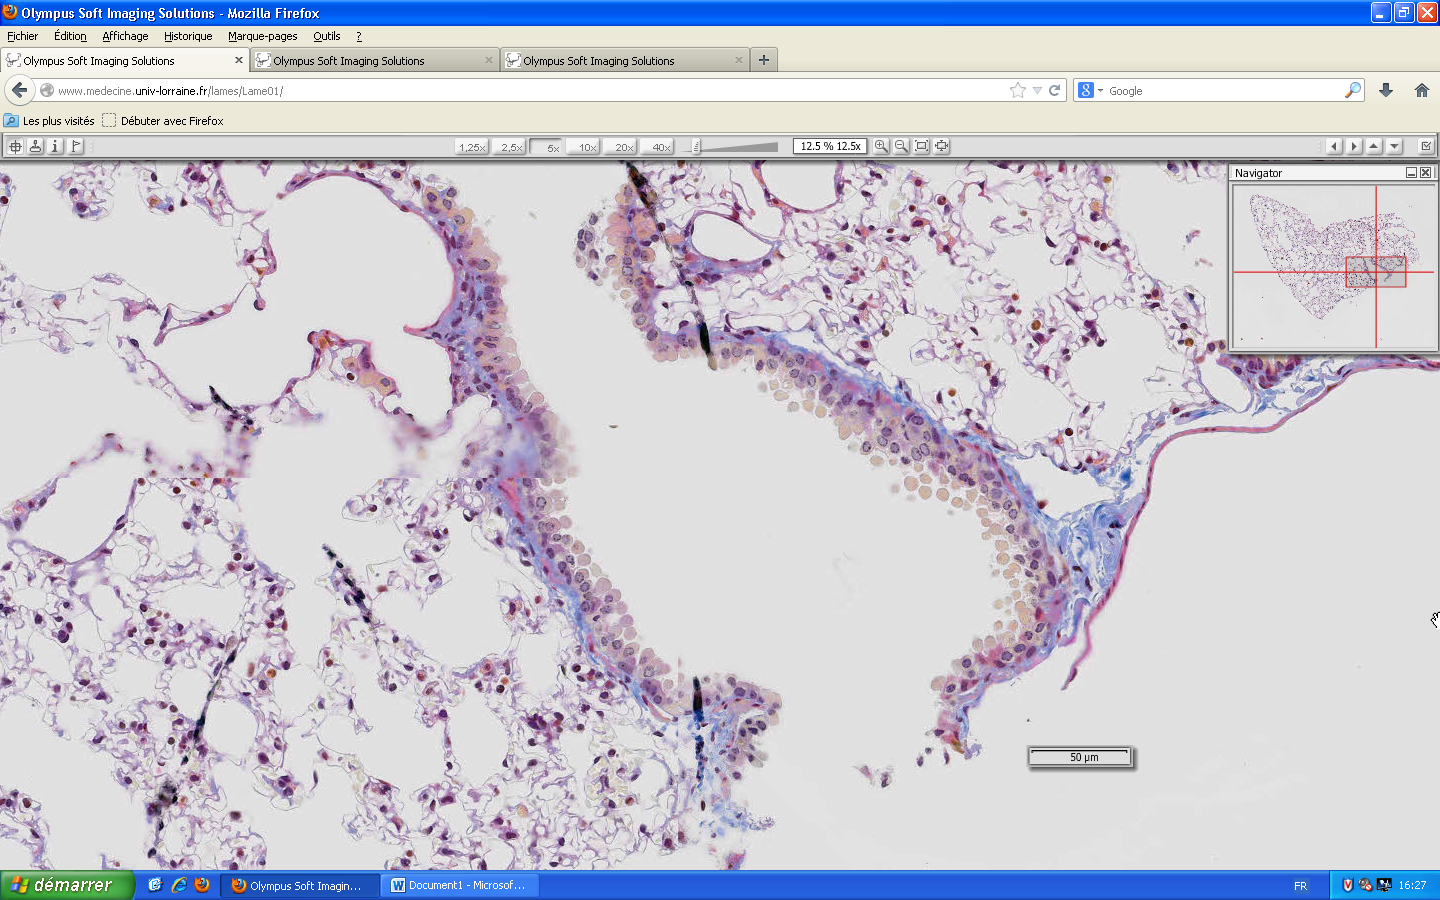 Olympus Soft Imaging Solutions - Mozilla Firefox
Fichier Édition Affichage Historique Marque-pages Outils ?
Olympus Soft Imaging Solutions Olympus Soft Imaging Solutions Olympus Soft Imaging Solutions
www.medecine.univ-lorraine.fr/lames/Lame01/ Google
Les plus visités Débuter avec Firefox
1,25x 2,5x 5x 10x 20x 40x 12.5 % 12.5x
Navigator
50 µm
démarrer Olympus Soft Imagin... Document1 - Microsof... FR 16:27